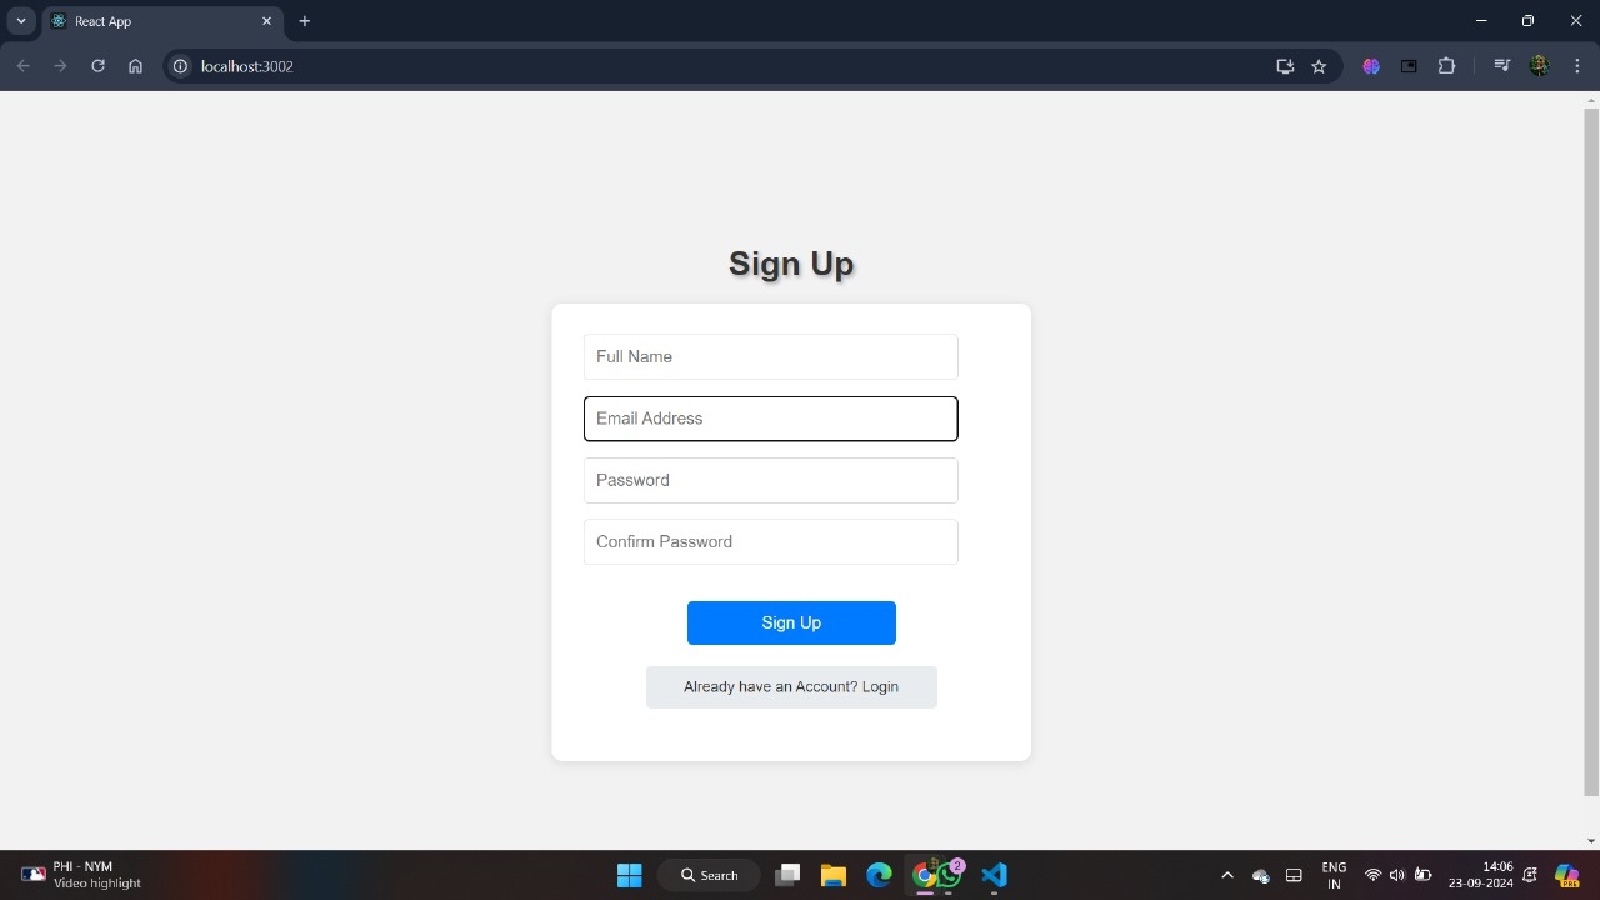 React App
localhost:3002
Sign Up
Full Name
Email Address
Password
Confirm Password
Sign Up
Already have an Account? Login
PHI - NYM
Video highlight
Search
2
ENG
IN
14:06
23-09-2024
PRE